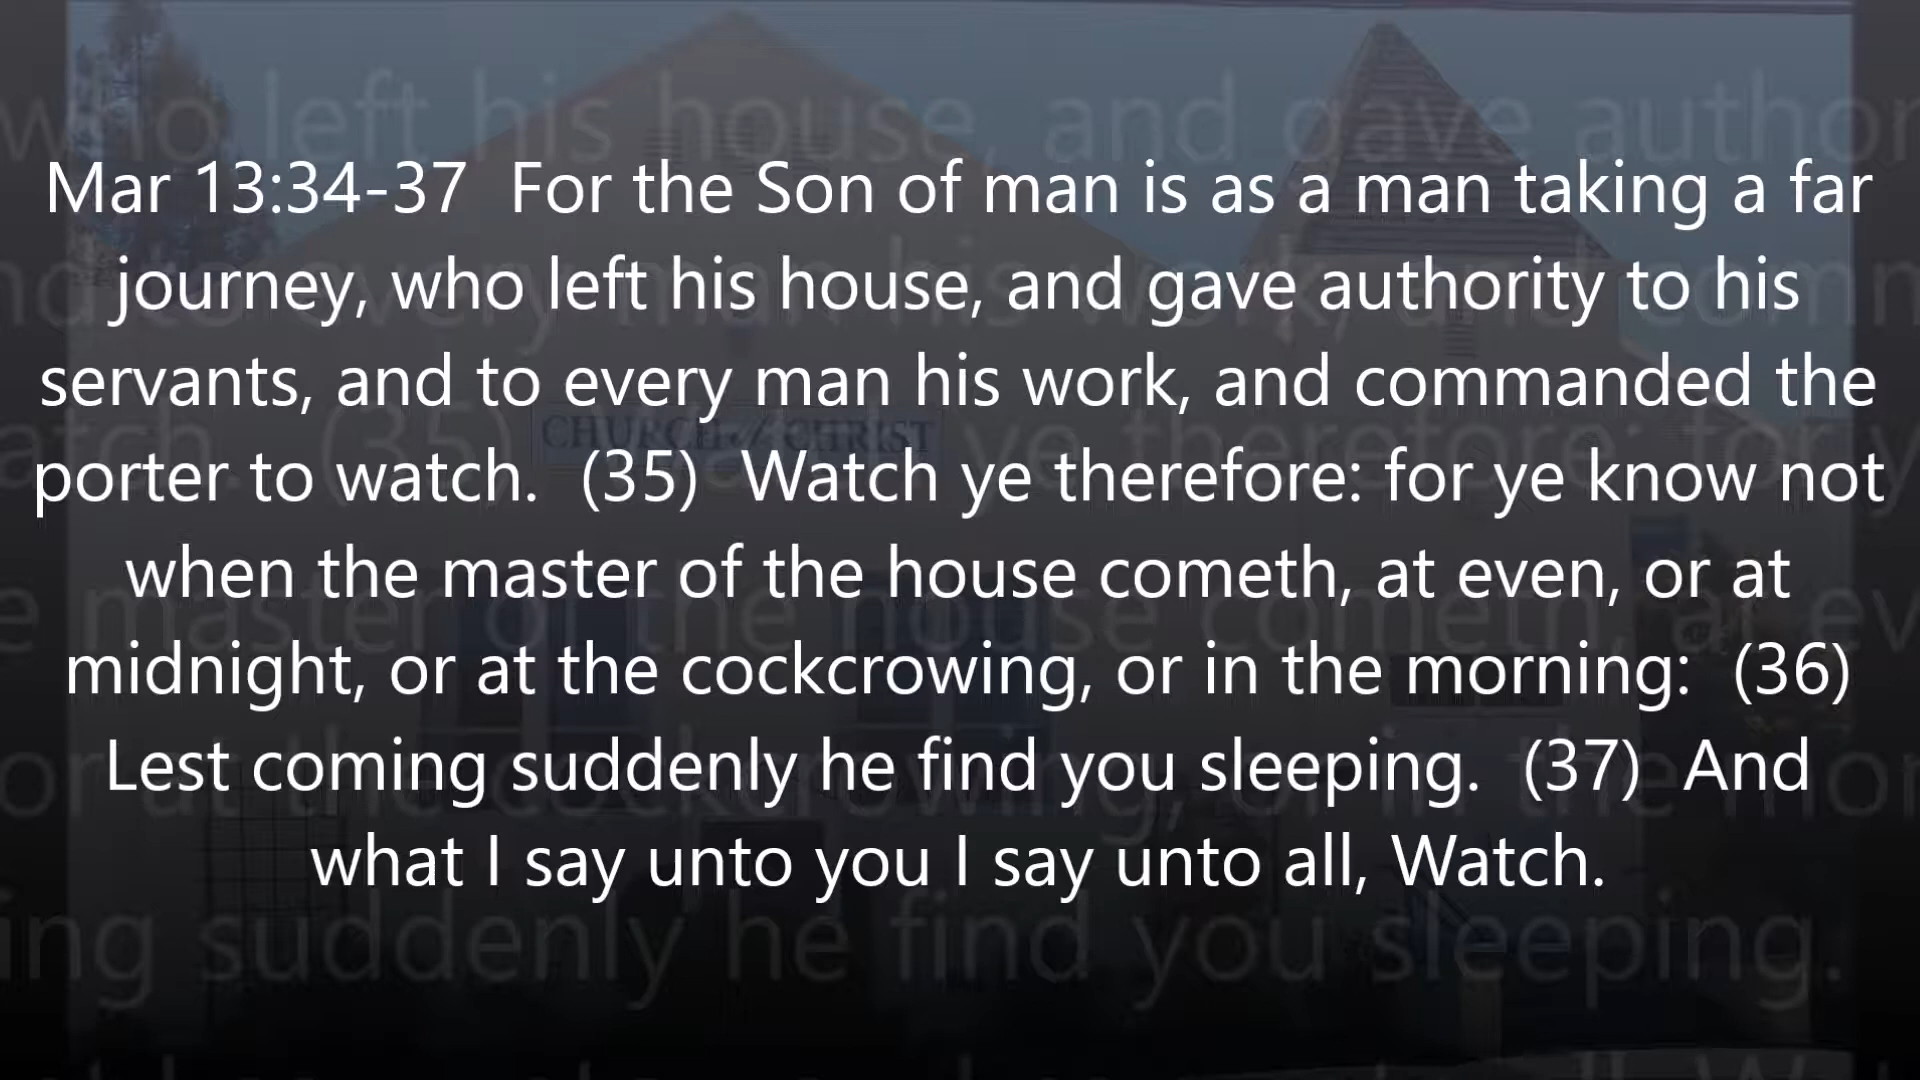 Mar 13:34-37  For the Son of man is as a man taking a far
journey, who left his house, and gave authority to his
servants, and to every man his work, and commanded the
porter to watch.  (35)  Watch ye therefore: for ye know not
when the master of the house cometh, at even, or at
midnight, or at the cockcrowing, or in the morning:  (36)
Lest coming suddenly he find you sleeping.  (37)  And
what I say unto you I say unto all, Watch.
CHURCH of CHRIST